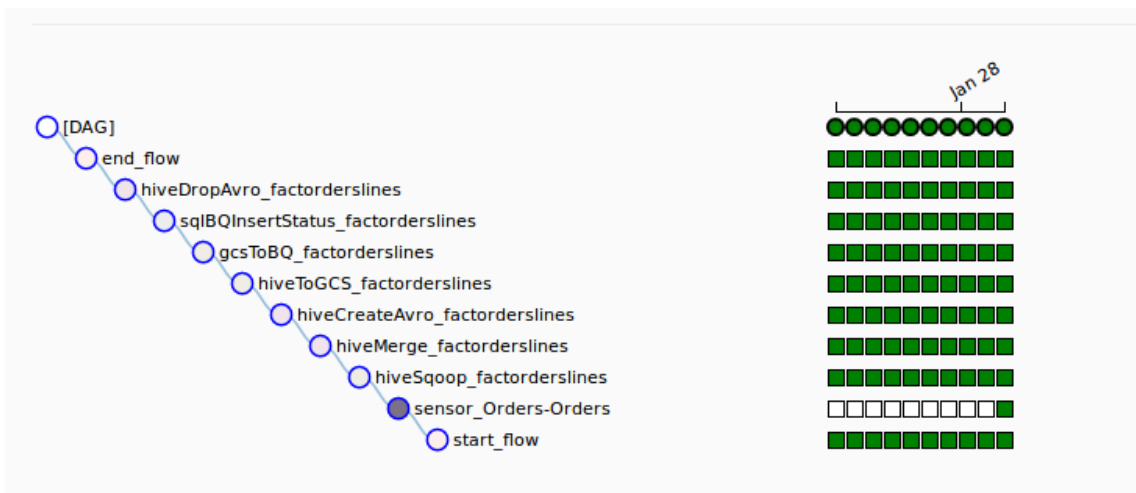 Jan 28
[DAG]
end_flow
hiveDropAvro_factorderslines
sqlBQInsertStatus_factorderslines
gcsToBQ_factorderslines
hiveToGCS_factorderslines
hiveCreateAvro_factorderslines
hiveMerge_factorderslines
hiveSqoop_factorderslines
sensor_Orders-Orders
start_flow